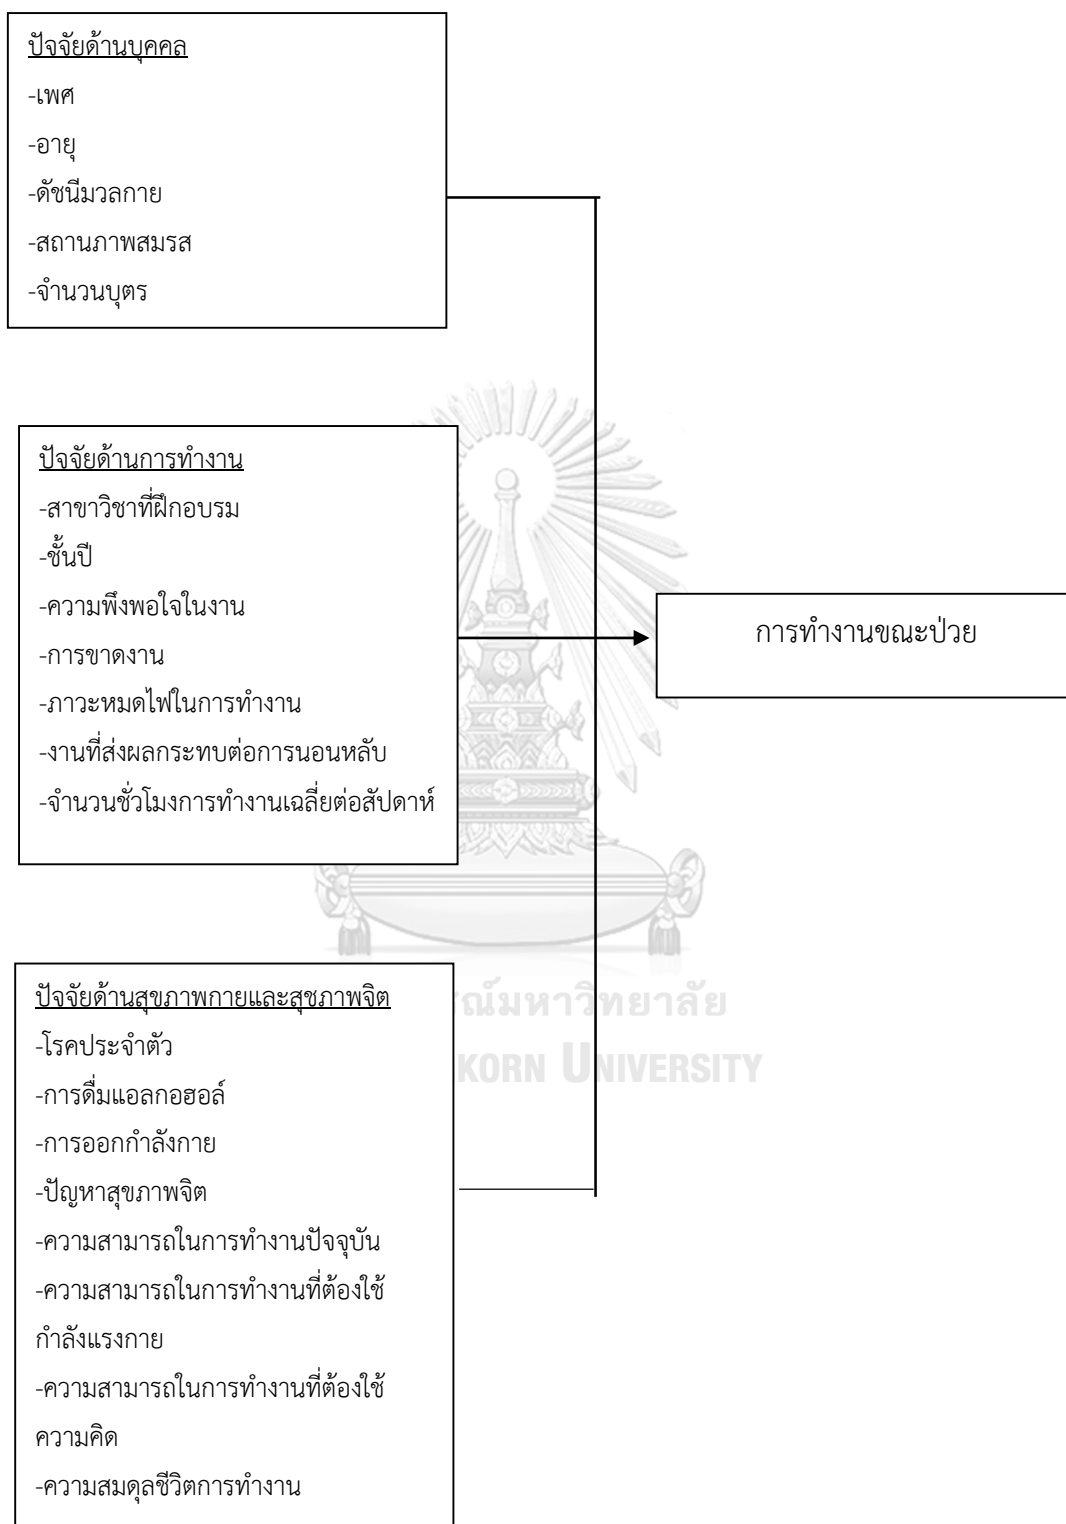 ปัจจัยด้านบุคคล
-เพศ
-อายุ
-ดัชนีมวลกาย
-สถานภาพสมรส
-จำนวนบุตร
ปัจจัยด้านการทำงาน
-สาขาวิชาที่ฝึกอบรม
-ชั้นปี
-ความพึงพอใจในงาน
-การขาดงาน
-ภาวะหมดไฟในการทำงาน
-งานที่ส่งผลกระทบต่อการนอนหลับ
-จำนวนชั่วโมงการทำงานเฉลี่ยต่อสัปดาห์
การทำงานขณะป่วย
ปัจจัยด้านสุขภาพกายและสุชภาพจิต
-โรคประจำตัว
-การดื่มแอลกอฮอล์
-การออกกำลังกาย
-ปัญหาสุขภาพจิต
-ความสามารถในการทำงานปัจจุบัน
-ความสามารถในการทำงานที่ต้องใช้
กำลังแรงกาย
-ความสามารถในการทำงานที่ต้องใช้
ความคิด
-ความสมดุลชีวิตการทำงาน
รณ์มหาวิทยาลัย
KORN UNIVERSITY